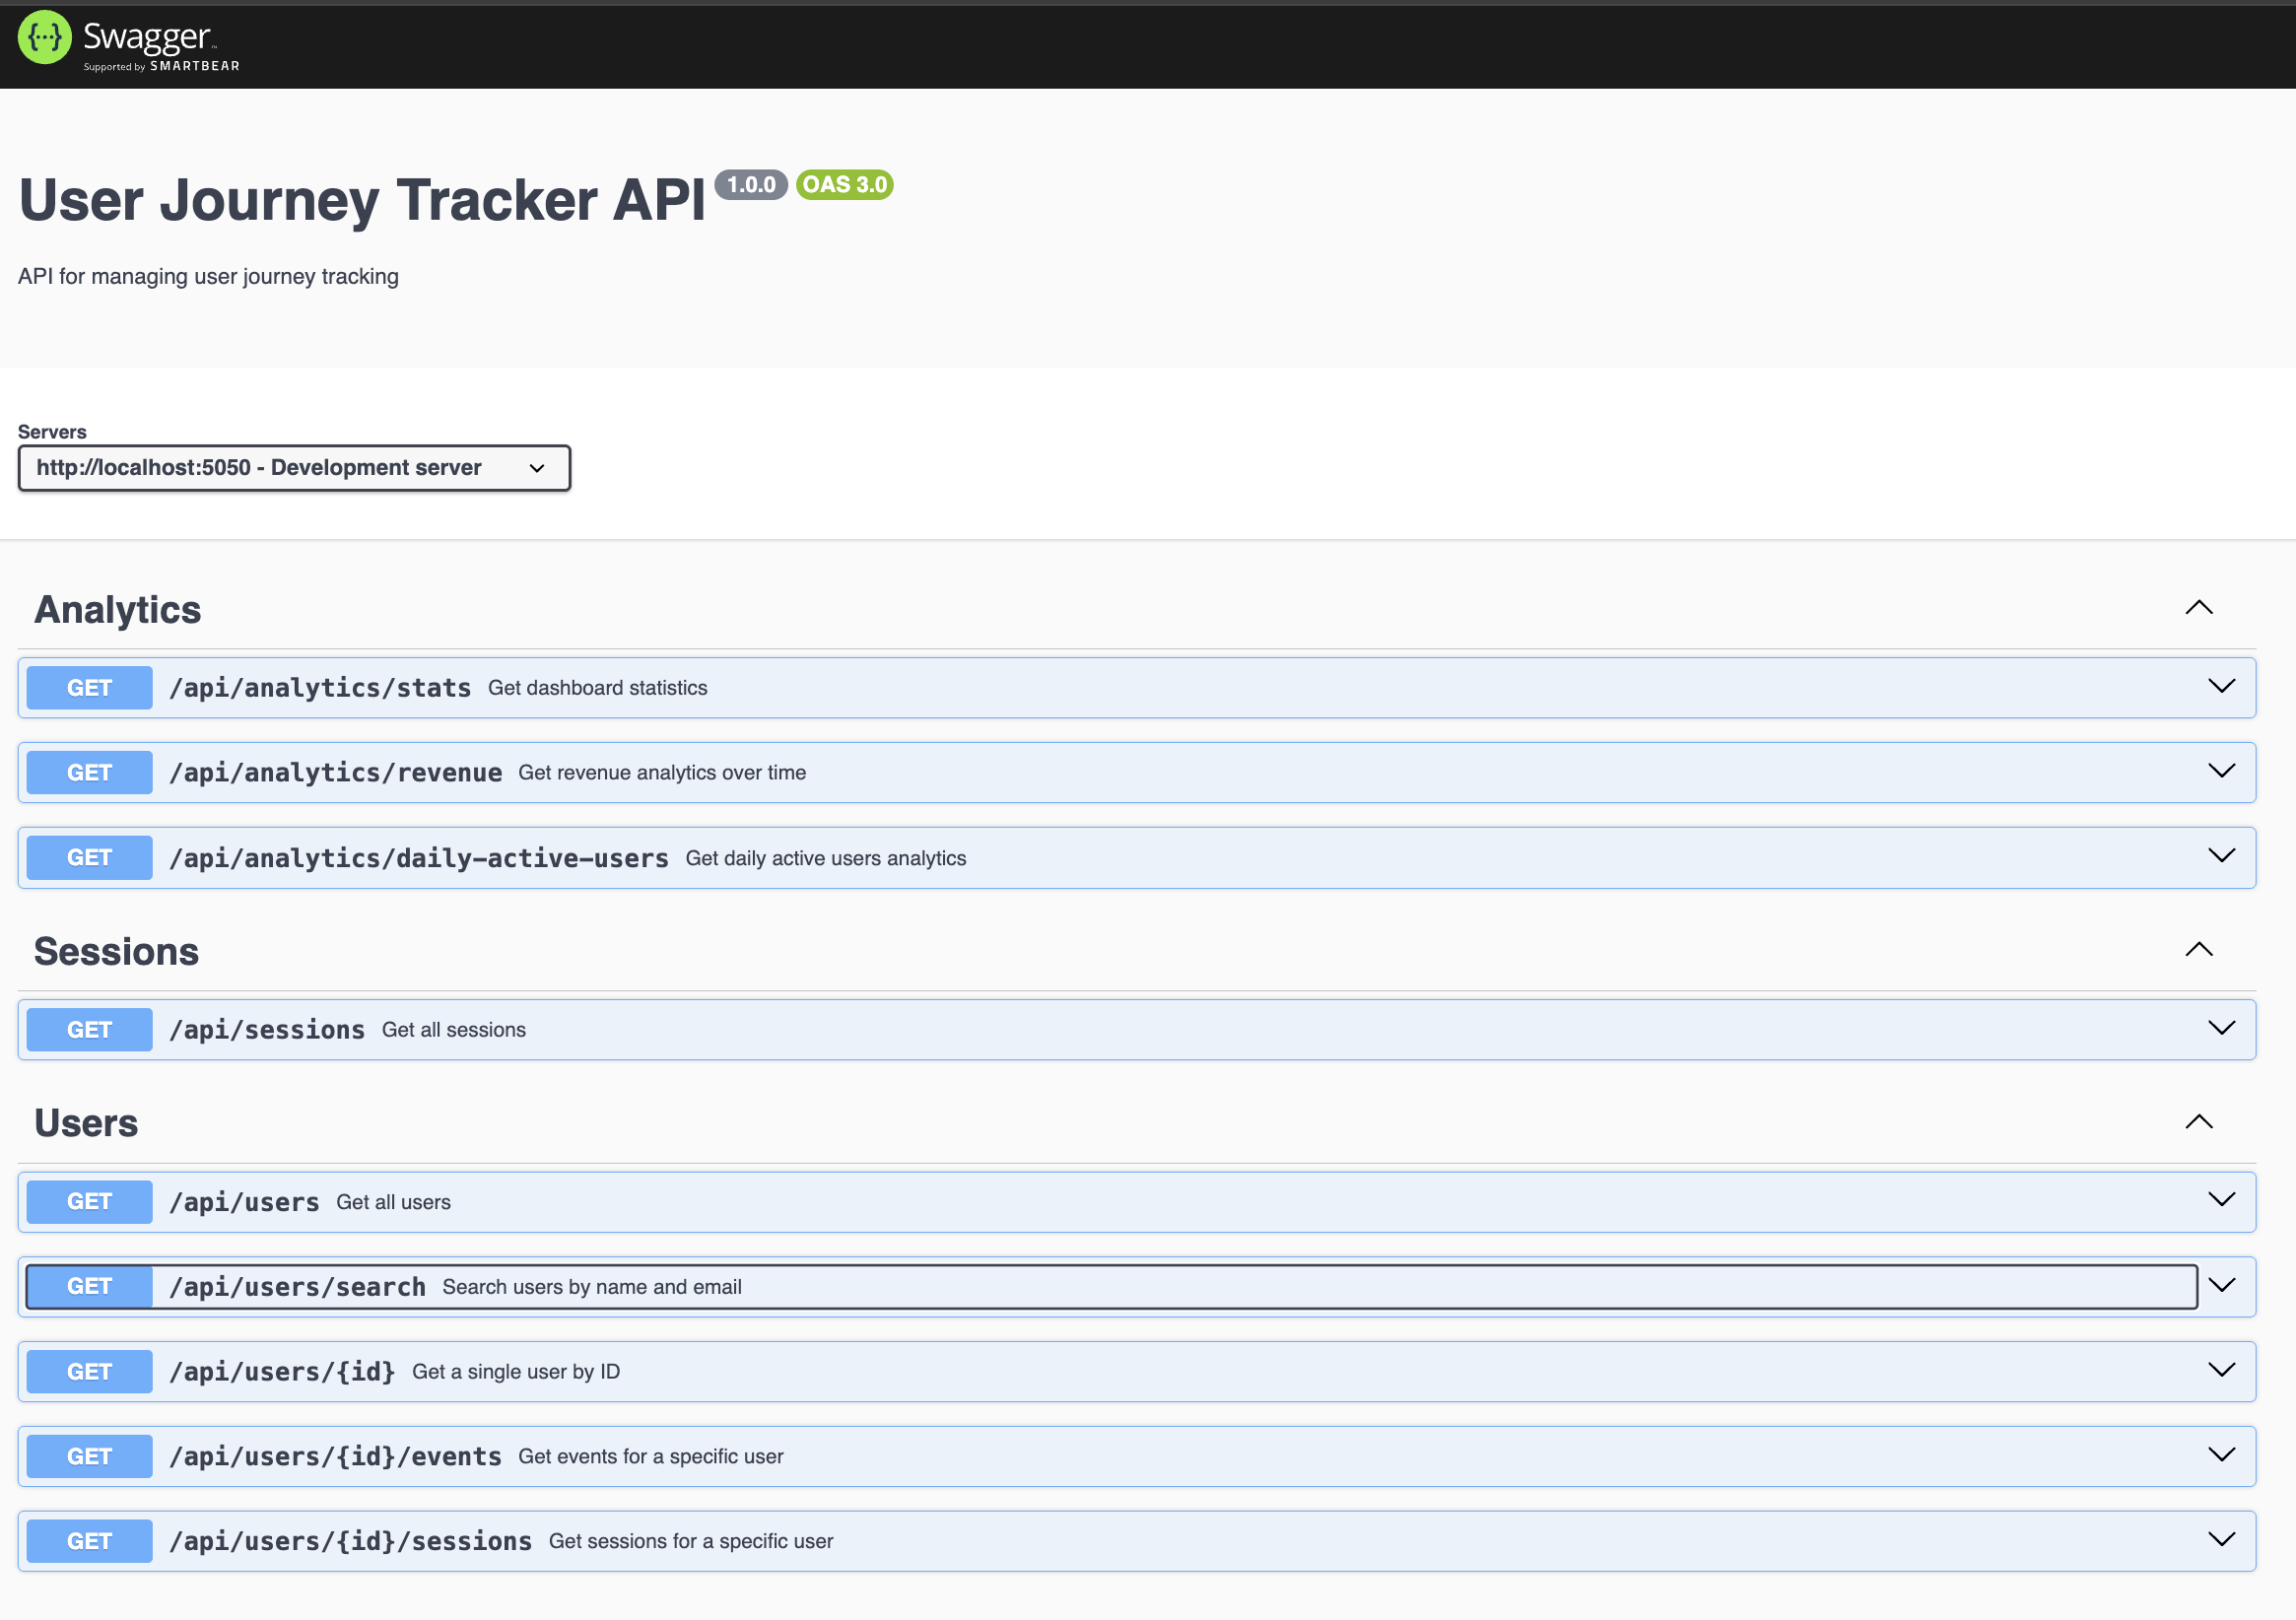 {···} Swagger™
Supported by SMARTBEAR
User Journey Tracker API 1.0.0 OAS 3.0
API for managing user journey tracking
Servers
http://localhost:5050 - Development server
Analytics
GET /api/analytics/stats Get dashboard statistics
GET /api/analytics/revenue Get revenue analytics over time
GET /api/analytics/daily-active-users Get daily active users analytics
Sessions
GET /api/sessions Get all sessions
Users
GET /api/users Get all users
GET /api/users/search Search users by name and email
GET /api/users/{id} Get a single user by ID
GET /api/users/{id}/events Get events for a specific user
GET /api/users/{id}/sessions Get sessions for a specific user